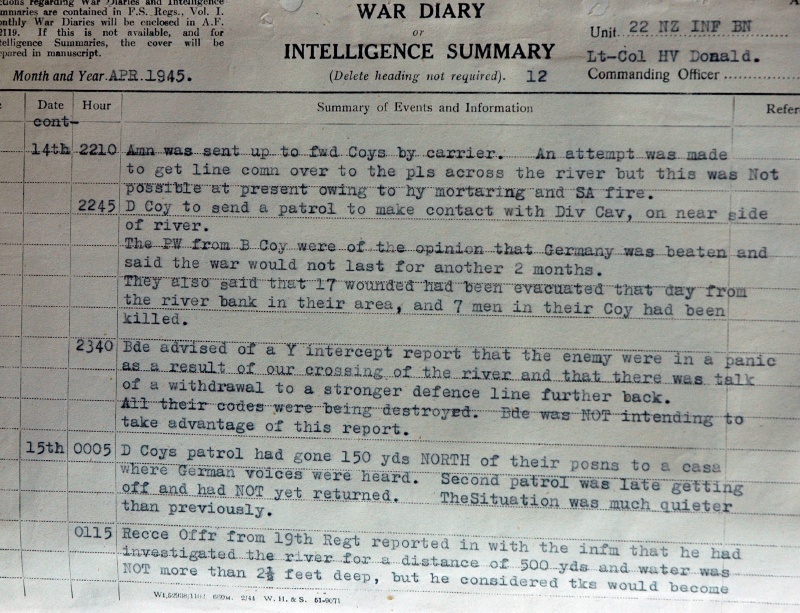 ctions regarding War Diaries and Intelligence
mmaries are contained in F.S. Regs., Vol. I.
onthly War Diaries will be enclosed in A.F.
2119. If this is not available, and for
telligence Summaries, the cover will be
epared in manuscript.
Month and Year APR. 1945.
WAR DIARY
or
INTELLIGENCE SUMMARY
(Delete heading not required). 12
Unit 22 NZ INF BN
Lt-Col HV Donald.
Commanding Officer
Date Hour Summary of Events and Information Refer
cont-
14th 2210 Amn was sent up to fwd Coys by carrier. An attempt was made
to get line comn over to the pls across the river but this was Not
possible at present owing to hy mortaring and SA fire.
2245 D Coy to send a patrol to make contact with Div Cav, on near side
of river.
The PW from B Coy were of the opinion that Germany was beaten and
said the war would not last for another 2 months.
They also said that 17 wounded had been evacuated that day from
the river bank in their area, and 7 men in their Coy had been
killed.
2340 Bde advised of a Y intercept report that the enemy were in a panic
as a result of our crossing of the river and that there was talk
of a withdrawal to a stronger defence line further back.
All their codes were being destroyed. Bde was NOT intending to
take advantage of this report.
15th 0005 D Coys patrol had gone 150 yds NORTH of their posns to a casa
where German voices were heard. Second patrol was late getting
off and had NOT yet returned. TheSituation was much quieter
than previously.
0115 Recce Offr from 19th Regt reported in with the infm that he had
investigated the river for a distance of 500 yds and water was
NOT more than 2½ feet deep, but he considered tks would become
2/44 W. H. & S. 51-9071